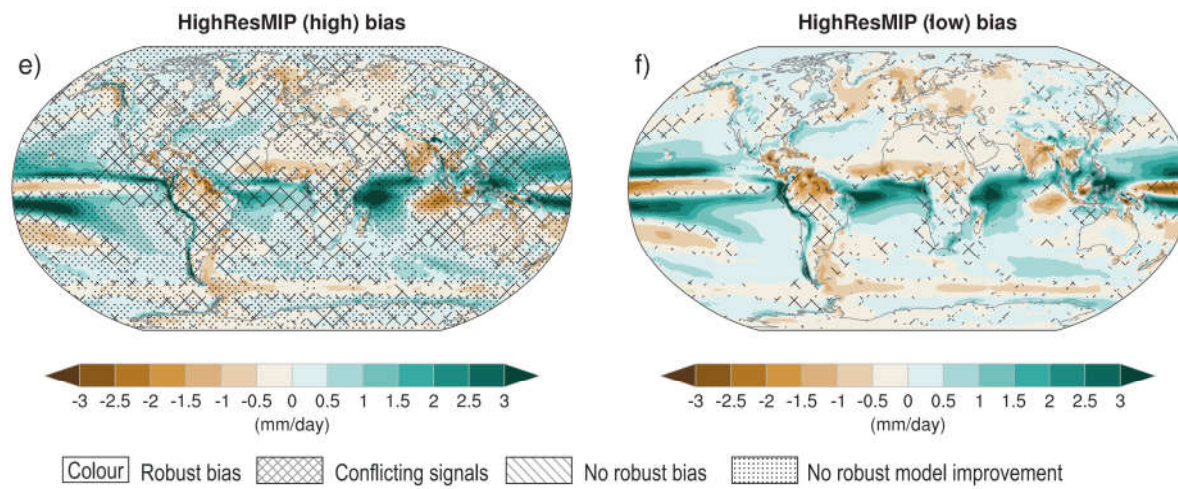 HighResMIP (high) bias
HighResMIP (low) bias
e)
f)
-3 -2.5 -2 -1.5 -1 -0.5 0 0.5 1 1.5 2 2.5 3
(mm/day)
-3 -2.5 -2 -1.5 -1 -0.5 0 0.5 1 1.5 2 2.5 3
(mm/day)
Colour Robust bias Conflicting signals No robust bias No robust model improvement